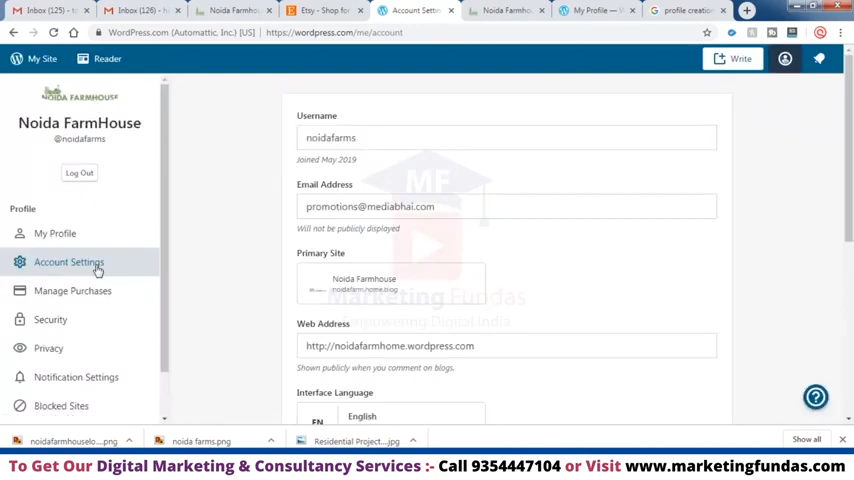 Inbox (25) - to
Inbox (126) - h
Noida Farmhous
Etsy - Shop for
Account Settin
Noida Farmhous
My Profile — W
profile creation
WordPress.com (Automattic, Inc.) [US]
https://wordpress.com/me/account
My Site
Reader
Write
NOIDA FARMHOUSE
Noida FarmHouse
@noidafarms
Log Out
Profile
My Profile
Account Settings
Manage Purchases
Security
Privacy
Notification Settings
Blocked Sites
Username
noidafarms
Joined May 2019
Email Address
promotions@mediabhai.com
Will not be publicly displayed
Primary Site
Noida Farmhouse
noidafarm.home.blog
Web Address
http://noidafarmhome.wordpress.com
Shown publicly when you comment on blogs.
Interface Language
EN
English
MF
Marketing Fundas
Empowering Digital India
noidafarmhouselo....png
noida farms.png
Residential Project....jpg
Show all
To Get Our Digital Marketing & Consultancy Services :- Call 9354447104 or Visit www.marketingfundas.com